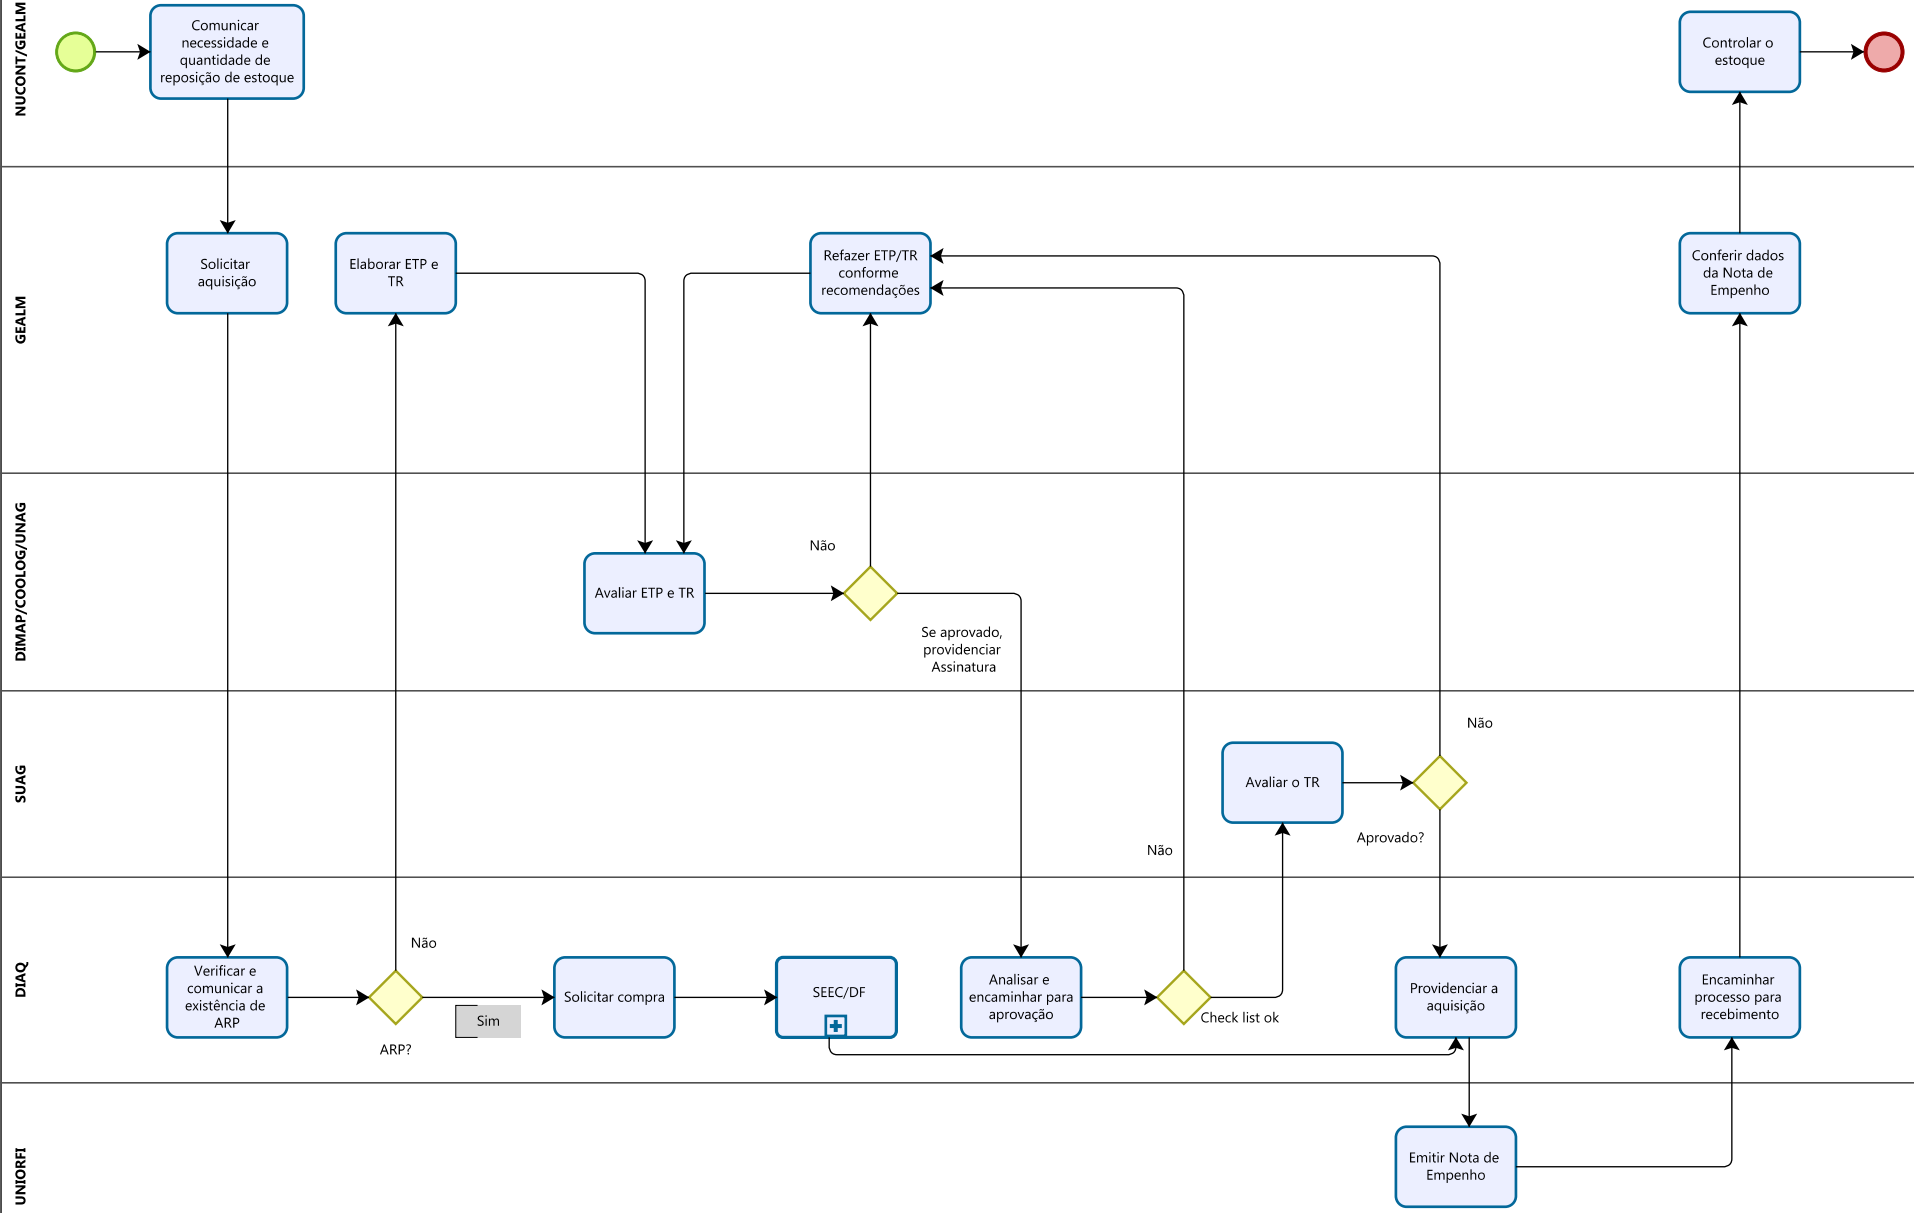 NUCONT/GEALM
Comunicar
necessidade e
quantidade de
reposição de estoque
Controlar o
estoque
GEALM
Solicitar
aquisição
Elaborar ETP e
TR
Refazer ETP/TR
conforme
recomendações
Conferir dados
da Nota de
Empenho
DIMAP/COOLOG/UNAG
Avaliar ETP e TR
Não
Se aprovado,
providenciar
Assinatura
SUAG
Avaliar o TR
Não
Aprovado?
Não
DIAQ
Verificar e
comunicar a
existência de
ARP
Não
ARP?
Sim
Solicitar compra
SEEC/DF
Analisar e
encaminhar para
aprovação
Check list ok
Providenciar a
aquisição
Encaminhar
processo para
recebimento
UNIORFI
Emitir Nota de
Empenho